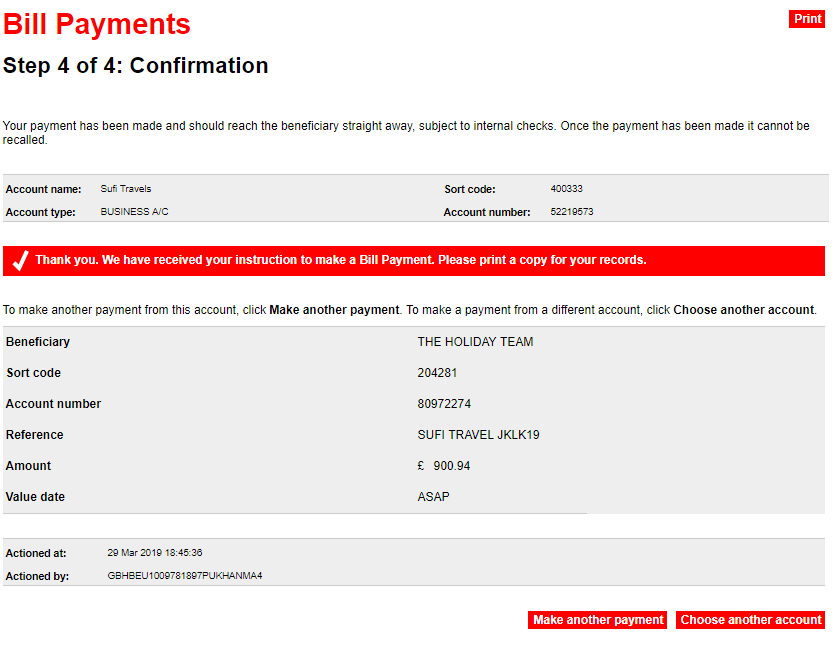 Bill Payments
Print
Step 4 of 4: Confirmation
Your payment has been made and should reach the beneficiary straight away, subject to internal checks. Once the payment has been made it cannot be
recalled.
Account name: Sufi Travels Sort code: 400333
Account type: BUSINESS A/C Account number: 52219573
Thank you. We have received your instruction to make a Bill Payment. Please print a copy for your records.
To make another payment from this account, click Make another payment. To make a payment from a different account, click Choose another account.
Beneficiary THE HOLIDAY TEAM
Sort code 204281
Account number 80972274
Reference SUFI TRAVEL JKLK19
Amount £ 900.94
Value date ASAP
Actioned at: 29 Mar 2019 18:45:36
Actioned by: GBHBEU1009781897PUKHANMA4
Make another payment Choose another account